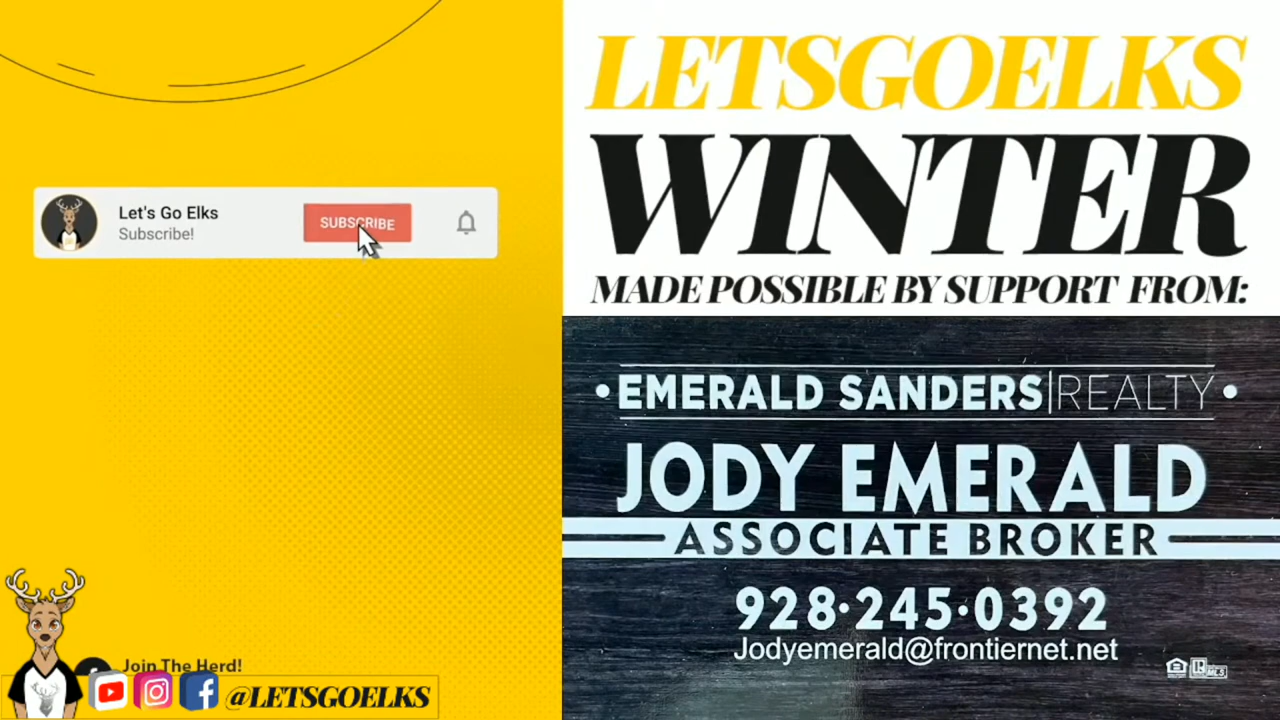 Let's Go Elks
Subscribe!
SUBSCRIBE
Join The Herd!
@LETSGOELKS
LETSGOELKS
WINTER
MADE POSSIBLE BY SUPPORT FROM:
• EMERALD SANDERS|REALTY •
JODY EMERALD
ASSOCIATE BROKER
928·245·0392
Jodyemerald@frontiernet.net